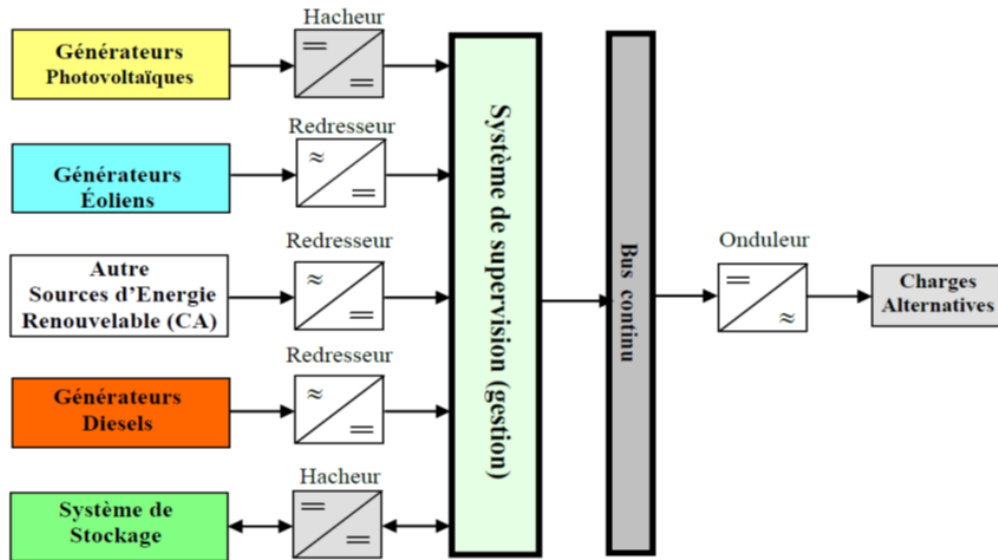 Hacheur
Générateurs
Photovoltaïques
Redresseur
Générateurs
Éoliens
Redresseur
Autre
Sources d’Energie
Renouvelable (CA)
Redresseur
Générateurs
Diesels
Hacheur
Système de
Stockage
Système de supervision (gestion)
Bus continu
Onduleur
Charges
Alternatives